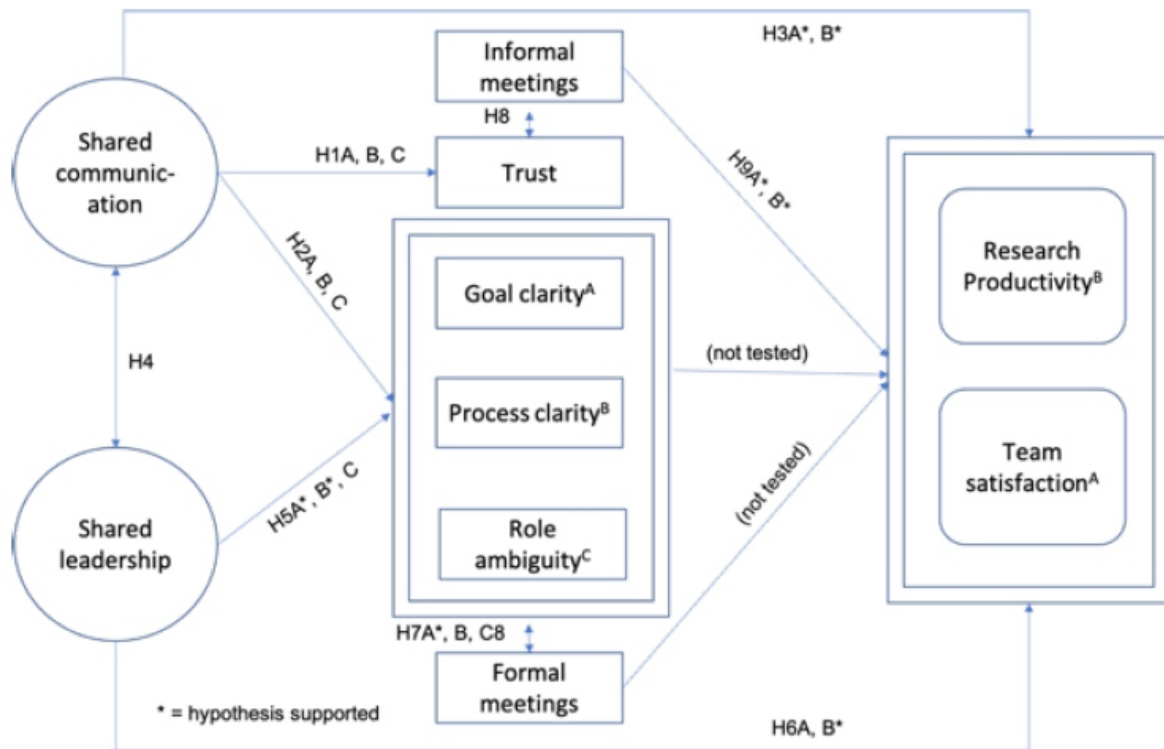 H3A*, B*
Informal
meetings
H8
Shared
communic-
ation
H1A, B, C
Trust
H9A*, B*
H2A, B, C
Goal clarityᴬ
Research
Productivityᴮ
H4
(not tested)
Process clarityᴮ
Team
satisfactionᴬ
(not tested)
H5A*, B*, C
Shared
leadership
Role
ambiguityᶜ
H7A*, B, C8
Formal
meetings
* = hypothesis supported
H6A, B*